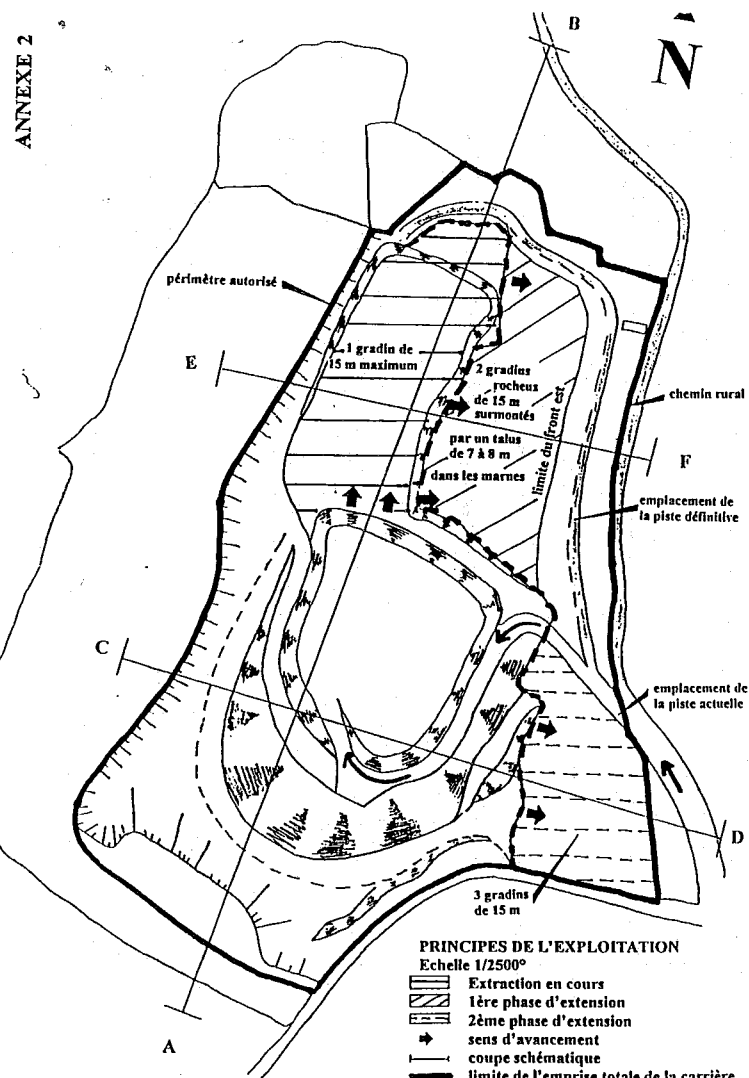 ANNEXE 2
B
N
périmètre autorisé
E
1 gradin de
15 m maximum
2 gradins
rocheux
de 15 m
surmontés
par un talus
de 7 à 8 m
dans les marnes
limite du front est
chemin rural
F
emplacement de
la piste définitive
C
emplacement de
la piste actuelle
D
3 gradins
de 15 m
A
PRINCIPES DE L'EXPLOITATION
Echelle 1/2500°
Extraction en cours
1ère phase d'extension
2ème phase d'extension
sens d'avancement
coupe schématique
limite de l'emprise totale de la carrière